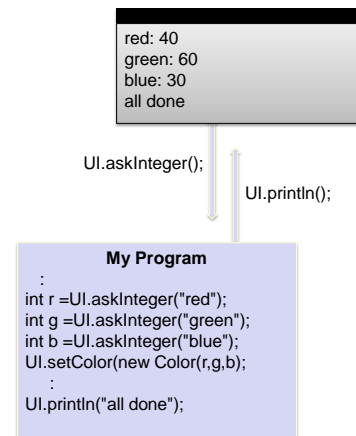 red: 40
green: 60
blue: 30
all done
UI.askInteger();
UI.println();
My Program
:
int r =UI.askInteger("red");
int g =UI.askInteger("green");
int b =UI.askInteger("blue");
UI.setColor(new Color(r,g,b);
:
UI.println("all done");